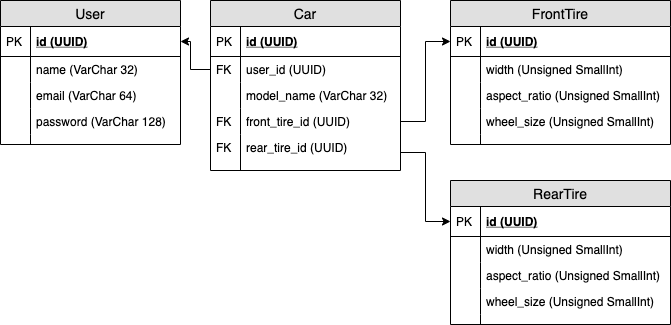 User
PK id (UUID)
name (VarChar 32)
email (VarChar 64)
password (VarChar 128)
Car
PK id (UUID)
FK user_id (UUID)
model_name (VarChar 32)
FK front_tire_id (UUID)
FK rear_tire_id (UUID)
FrontTire
PK id (UUID)
width (Unsigned SmallInt)
aspect_ratio (Unsigned SmallInt)
wheel_size (Unsigned SmallInt)
RearTire
PK id (UUID)
width (Unsigned SmallInt)
aspect_ratio (Unsigned SmallInt)
wheel_size (Unsigned SmallInt)